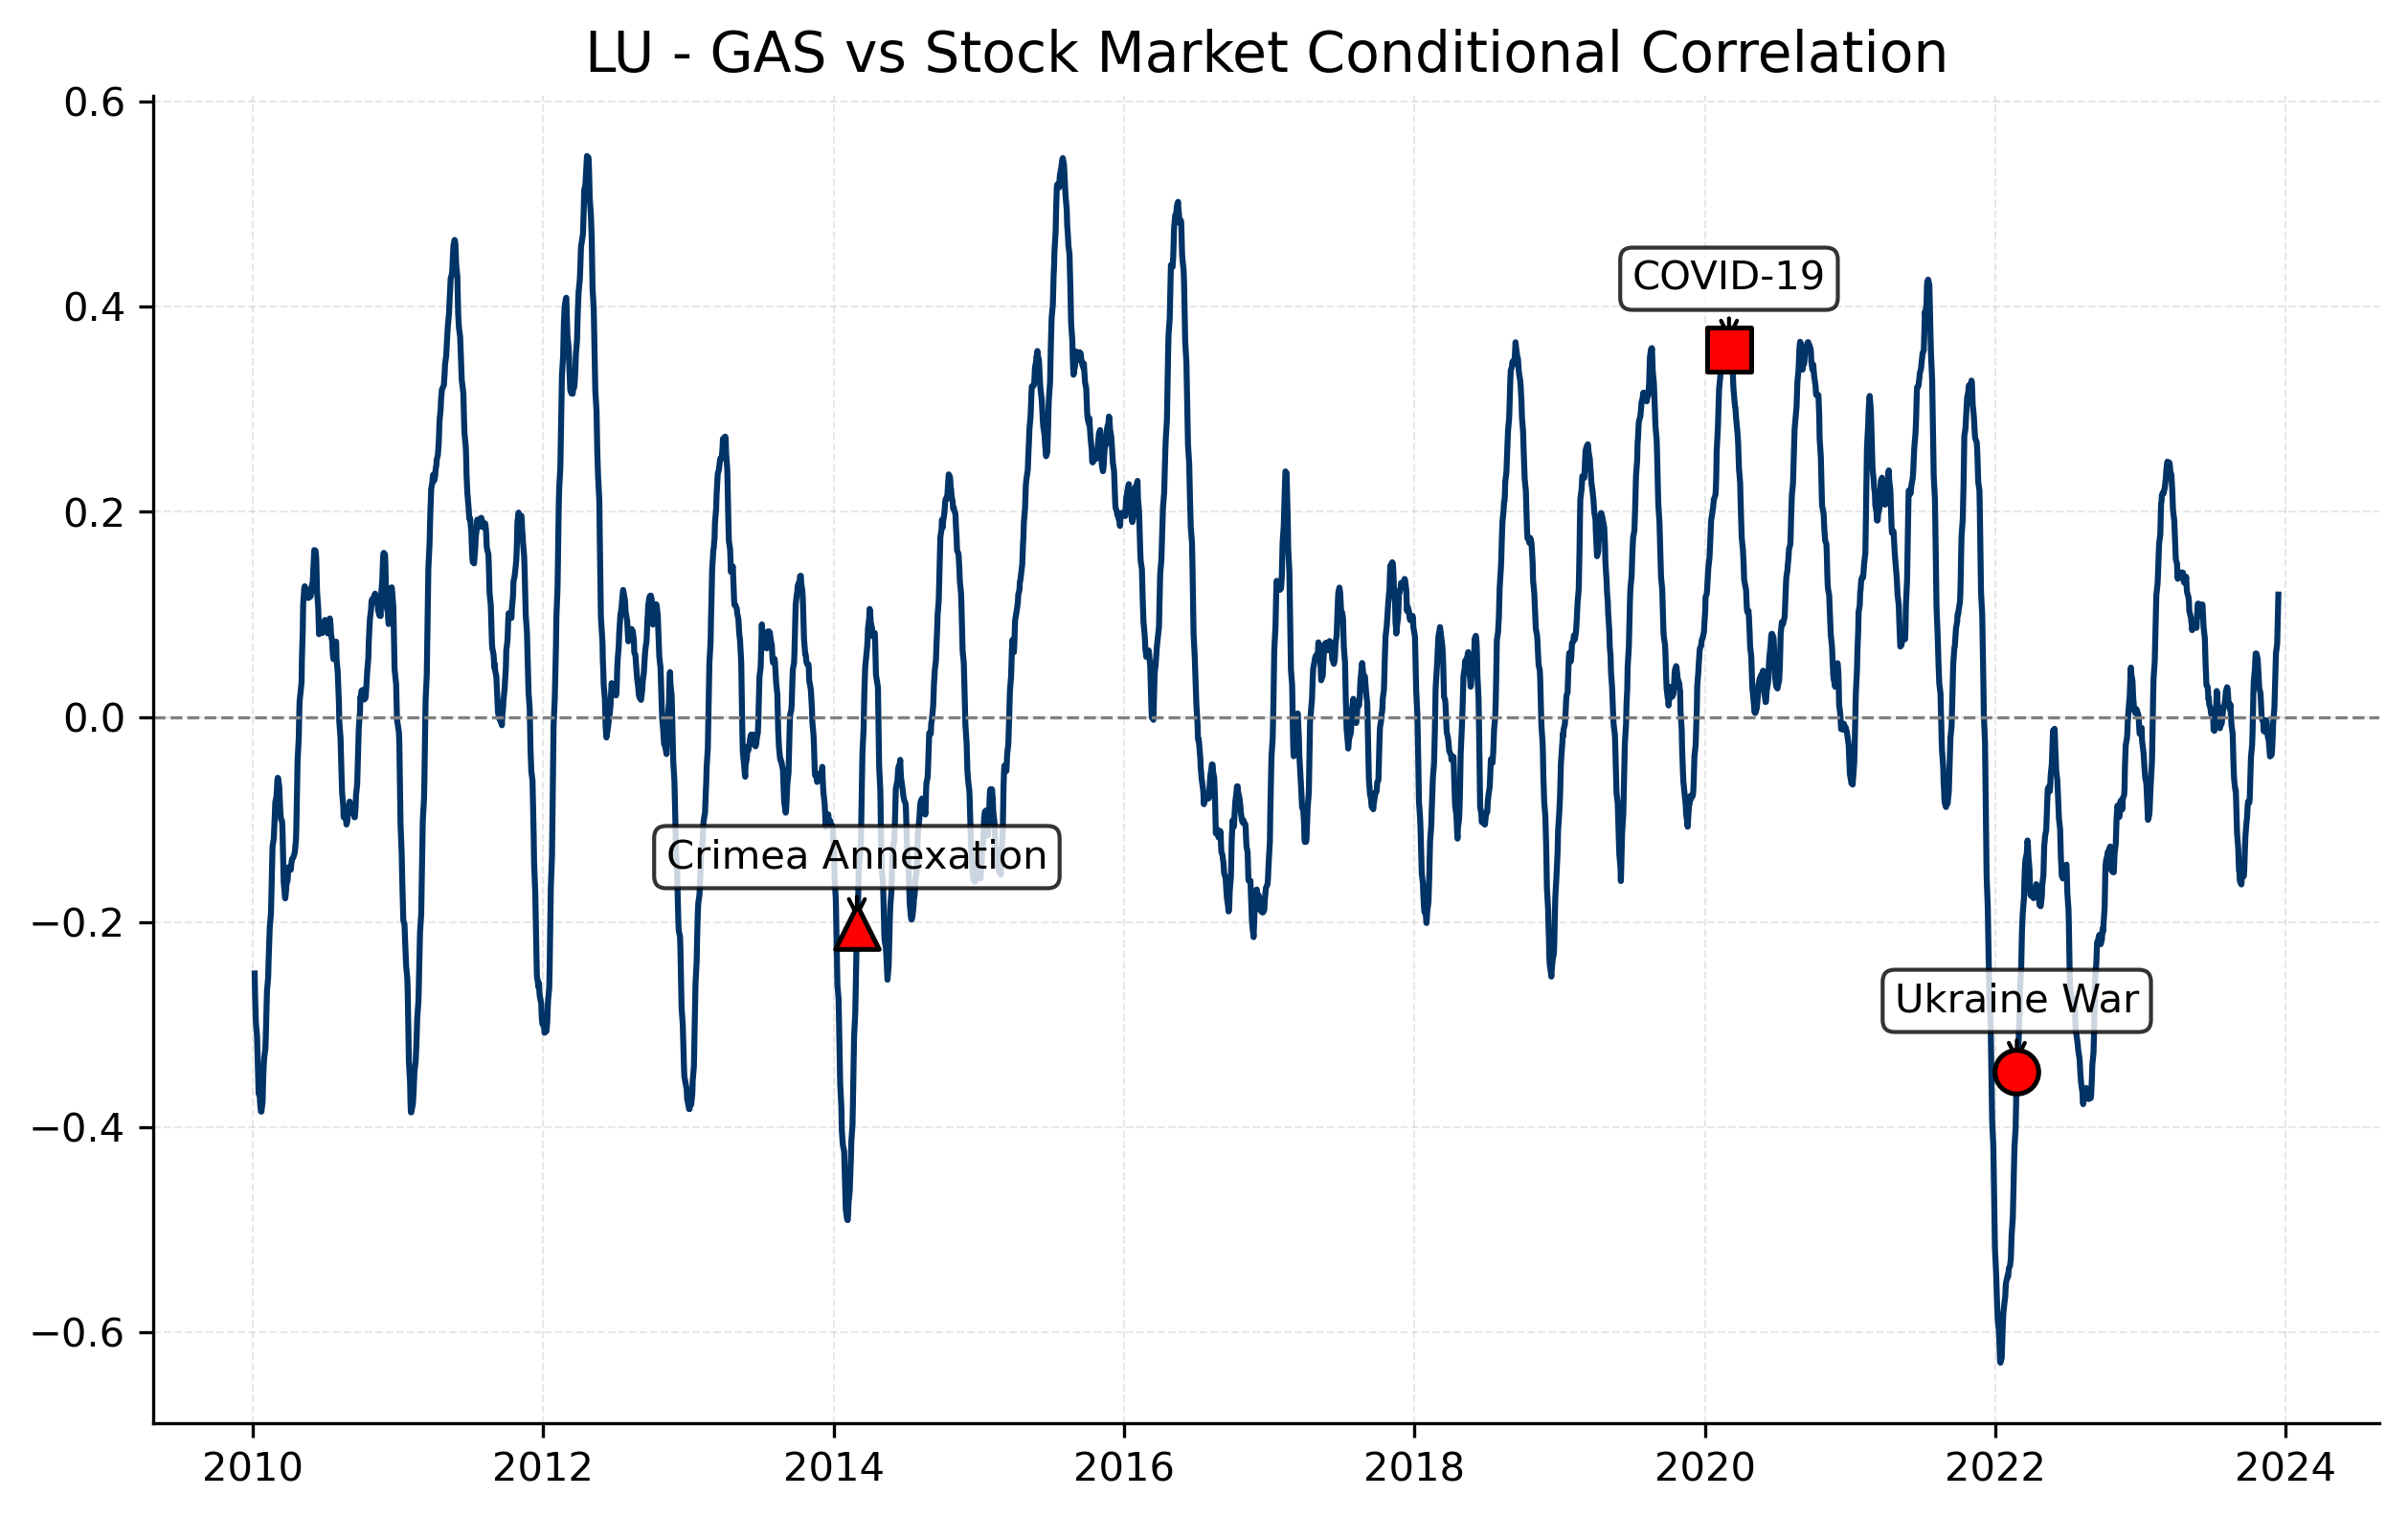 LU - GAS vs Stock Market Conditional Correlation
0.6
0.4
0.2
0.0
−0.2
−0.4
−0.6
COVID-19
Crimea Annexation
Ukraine War
2010 2012 2014 2016 2018 2020 2022 2024